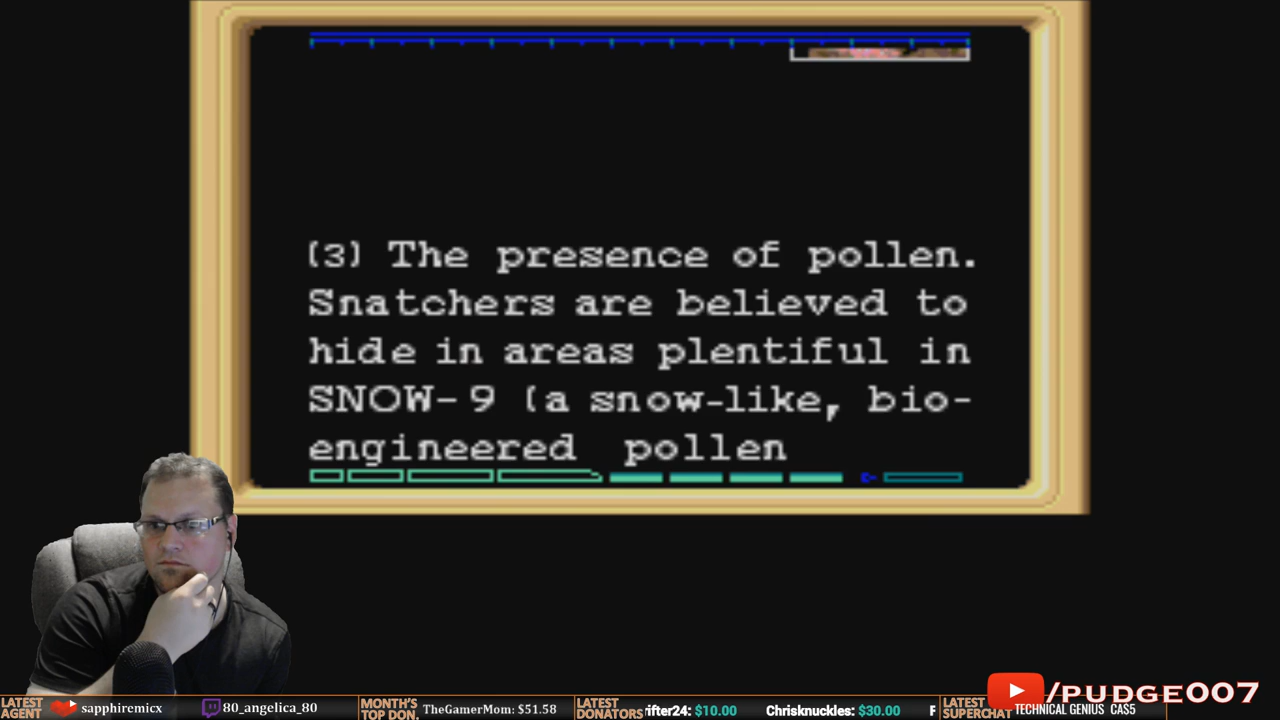 (3) The presence of pollen.
Snatchers are believed to
hide in areas plentiful in
SNOW-9 (a snow-like, bio-
engineered pollen
/PUDGE007
LATEST AGENT sapphiremicx
80_angelica_80
MONTH'S TOP DON. TheGamerMom: $51.58
LATEST DONATORS ifter24: $10.00 Chrisknuckles: $30.00 F
LATEST SUPERCHAT TECHNICAL GENIUS CAS5